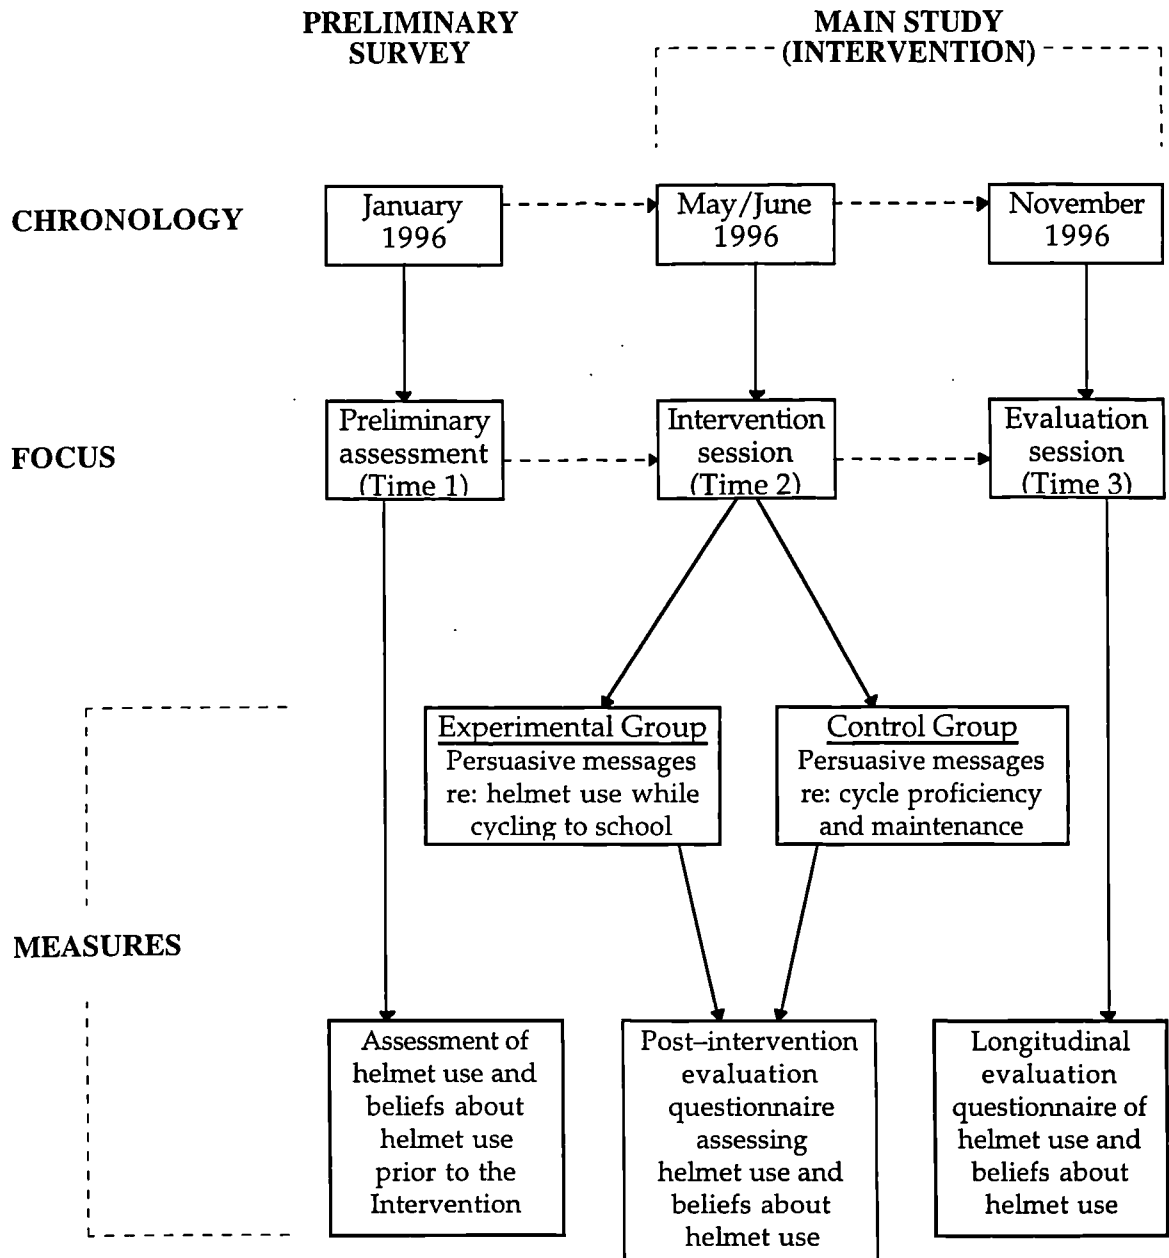 PRELIMINARY
SURVEY
MAIN STUDY
(INTERVENTION)
CHRONOLOGY
January
1996
May/June
1996
November
1996
FOCUS
Preliminary
assessment
(Time 1)
Intervention
session
(Time 2)
Evaluation
session
(Time 3)
Experimental Group
Persuasive messages
re: helmet use while
cycling to school
Control Group
Persuasive messages
re: cycle proficiency
and maintenance
MEASURES
Assessment of
helmet use and
beliefs about
helmet use
prior to the
Intervention
Post–intervention
evaluation
questionnaire
assessing
helmet use and
beliefs about
helmet use
Longitudinal
evaluation
questionnaire of
helmet use and
beliefs about
helmet use